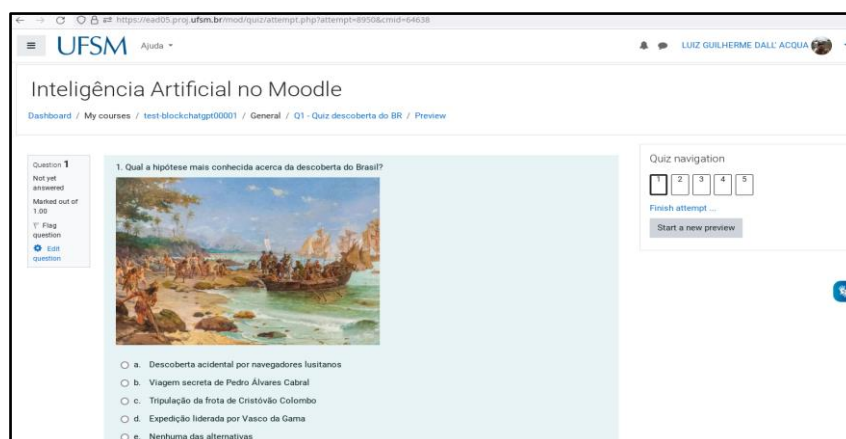 https://ead05.proj.ufsm.br/mod/quiz/attempt.php?attempt=8950&cmid=64638
UFSM Ajuda LUIZ GUILHERME DALL' ACQUA
Inteligência Artificial no Moodle
Dashboard / My courses / test-blockchatgpt00001 / General / Q1 - Quiz descoberta do BR / Preview
Question 1
Not yet
answered
Marked out of
1.00
Flag
question
Edit
question
1. Qual a hipótese mais conhecida acerca da descoberta do Brasil?
a. Descoberta acidental por navegadores lusitanos
b. Viagem secreta de Pedro Álvares Cabral
c. Tripulação da frota de Cristóvão Colombo
d. Expedição liderada por Vasco da Gama
e. Nenhuma das alternativas
Quiz navigation
1 2 3 4 5
Finish attempt ...
Start a new preview